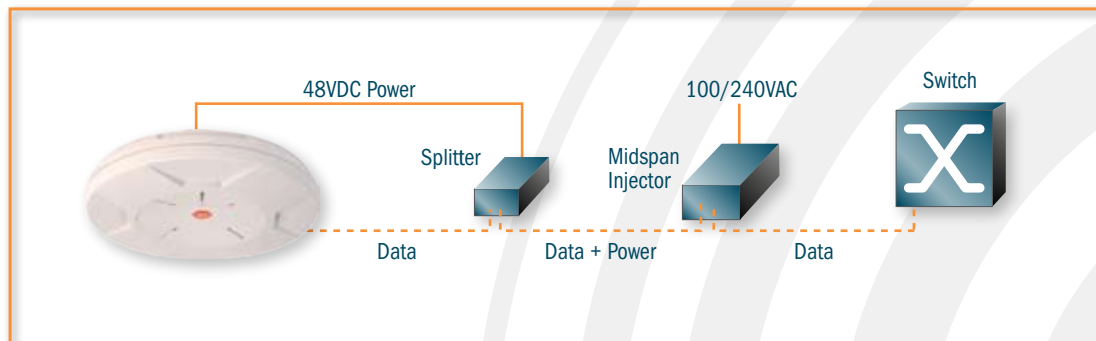 Switch
48VDC Power
100/240VAC
Splitter
Midspan
Injector
Data
Data + Power
Data